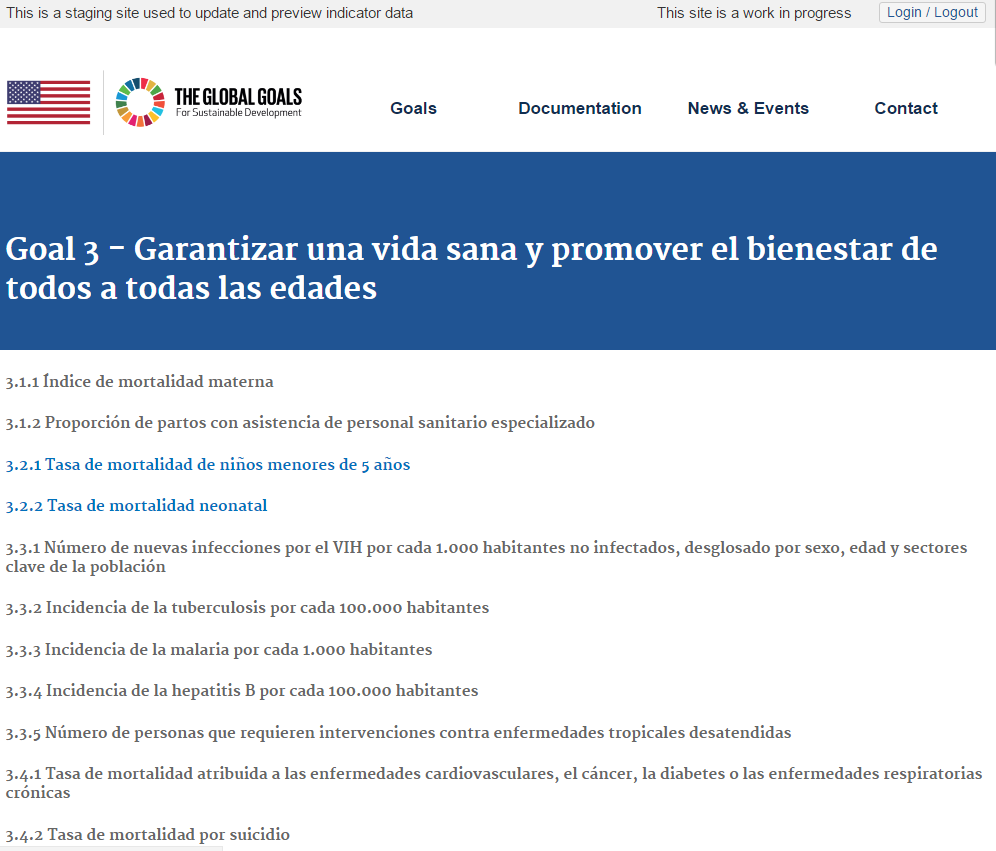 This is a staging site used to update and preview indicator data
This site is a work in progress
Login / Logout
THE GLOBAL GOALS
For Sustainable Development
Goals
Documentation
News & Events
Contact
Goal 3 - Garantizar una vida sana y promover el bienestar de
todos a todas las edades
3.1.1 Índice de mortalidad materna
3.1.2 Proporción de partos con asistencia de personal sanitario especializado
3.2.1 Tasa de mortalidad de niños menores de 5 años
3.2.2 Tasa de mortalidad neonatal
3.3.1 Número de nuevas infecciones por el VIH por cada 1.000 habitantes no infectados, desglosado por sexo, edad y sectores
clave de la población
3.3.2 Incidencia de la tuberculosis por cada 100.000 habitantes
3.3.3 Incidencia de la malaria por cada 1.000 habitantes
3.3.4 Incidencia de la hepatitis B por cada 100.000 habitantes
3.3.5 Número de personas que requieren intervenciones contra enfermedades tropicales desatendidas
3.4.1 Tasa de mortalidad atribuida a las enfermedades cardiovasculares, el cáncer, la diabetes o las enfermedades respiratorias
crónicas
3.4.2 Tasa de mortalidad por suicidio